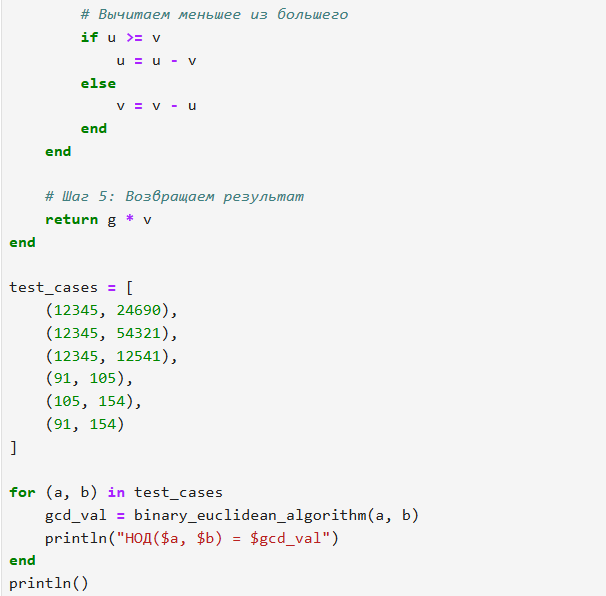 # Вычитаем меньшее из большего
        if u >= v
            u = u - v
        else
            v = v - u
        end
    end

    # Шаг 5: Возвращаем результат
    return g * v
end

test_cases = [
    (12345, 24690),
    (12345, 54321),
    (12345, 12541),
    (91, 105),
    (105, 154),
    (91, 154)
]

for (a, b) in test_cases
    gcd_val = binary_euclidean_algorithm(a, b)
    println("НОД($a, $b) = $gcd_val")
end
println()